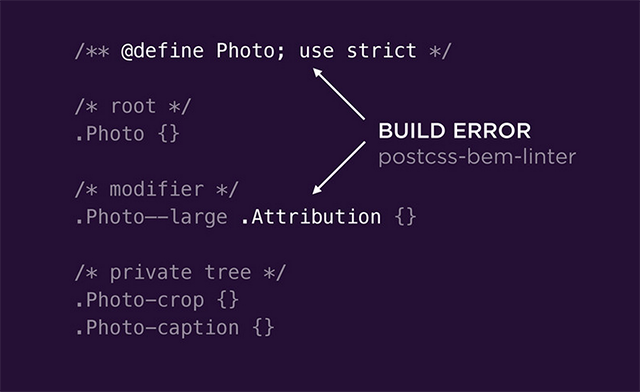 /** @define Photo; use strict */
/* root */
.Photo {}
BUILD ERROR
postcss-bem-linter
/* modifier */
.Photo--large .Attribution {}
/* private tree */
.Photo-crop {}
.Photo-caption {}